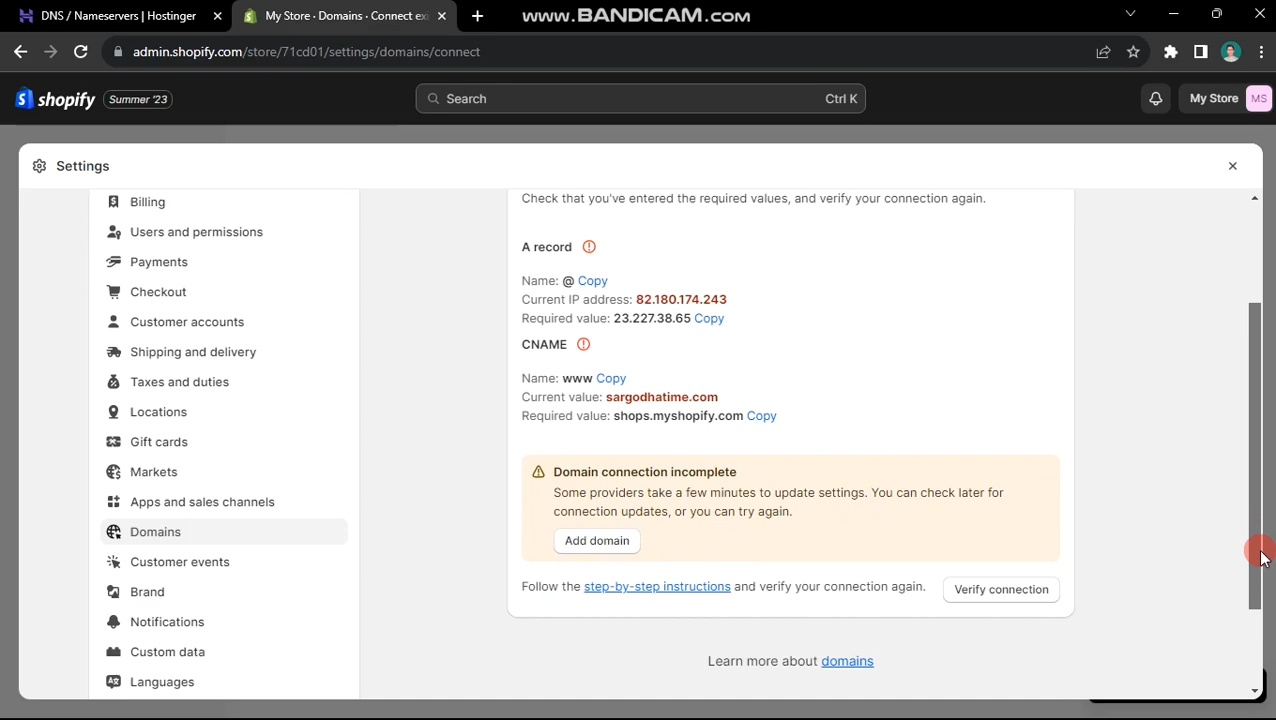 DNS / Nameservers | Hostinger
My Store · Domains · Connect exi
www.BANDICAM.com
admin.shopify.com/store/71cd01/settings/domains/connect
shopify
Summer '23
Search
Ctrl K
My Store
MS
Settings
Billing
Users and permissions
Payments
Checkout
Customer accounts
Shipping and delivery
Taxes and duties
Locations
Gift cards
Markets
Apps and sales channels
Domains
Customer events
Brand
Notifications
Custom data
Languages
Check that you've entered the required values, and verify your connection again.
A record
Name: @ Copy
Current IP address: 82.180.174.243
Required value: 23.227.38.65 Copy
CNAME
Name: www Copy
Current value: sargodhatime.com
Required value: shops.myshopify.com Copy
Domain connection incomplete
Some providers take a few minutes to update settings. You can check later for
connection updates, or you can try again.
Add domain
Follow the step-by-step instructions and verify your connection again.
Verify connection
Learn more about domains